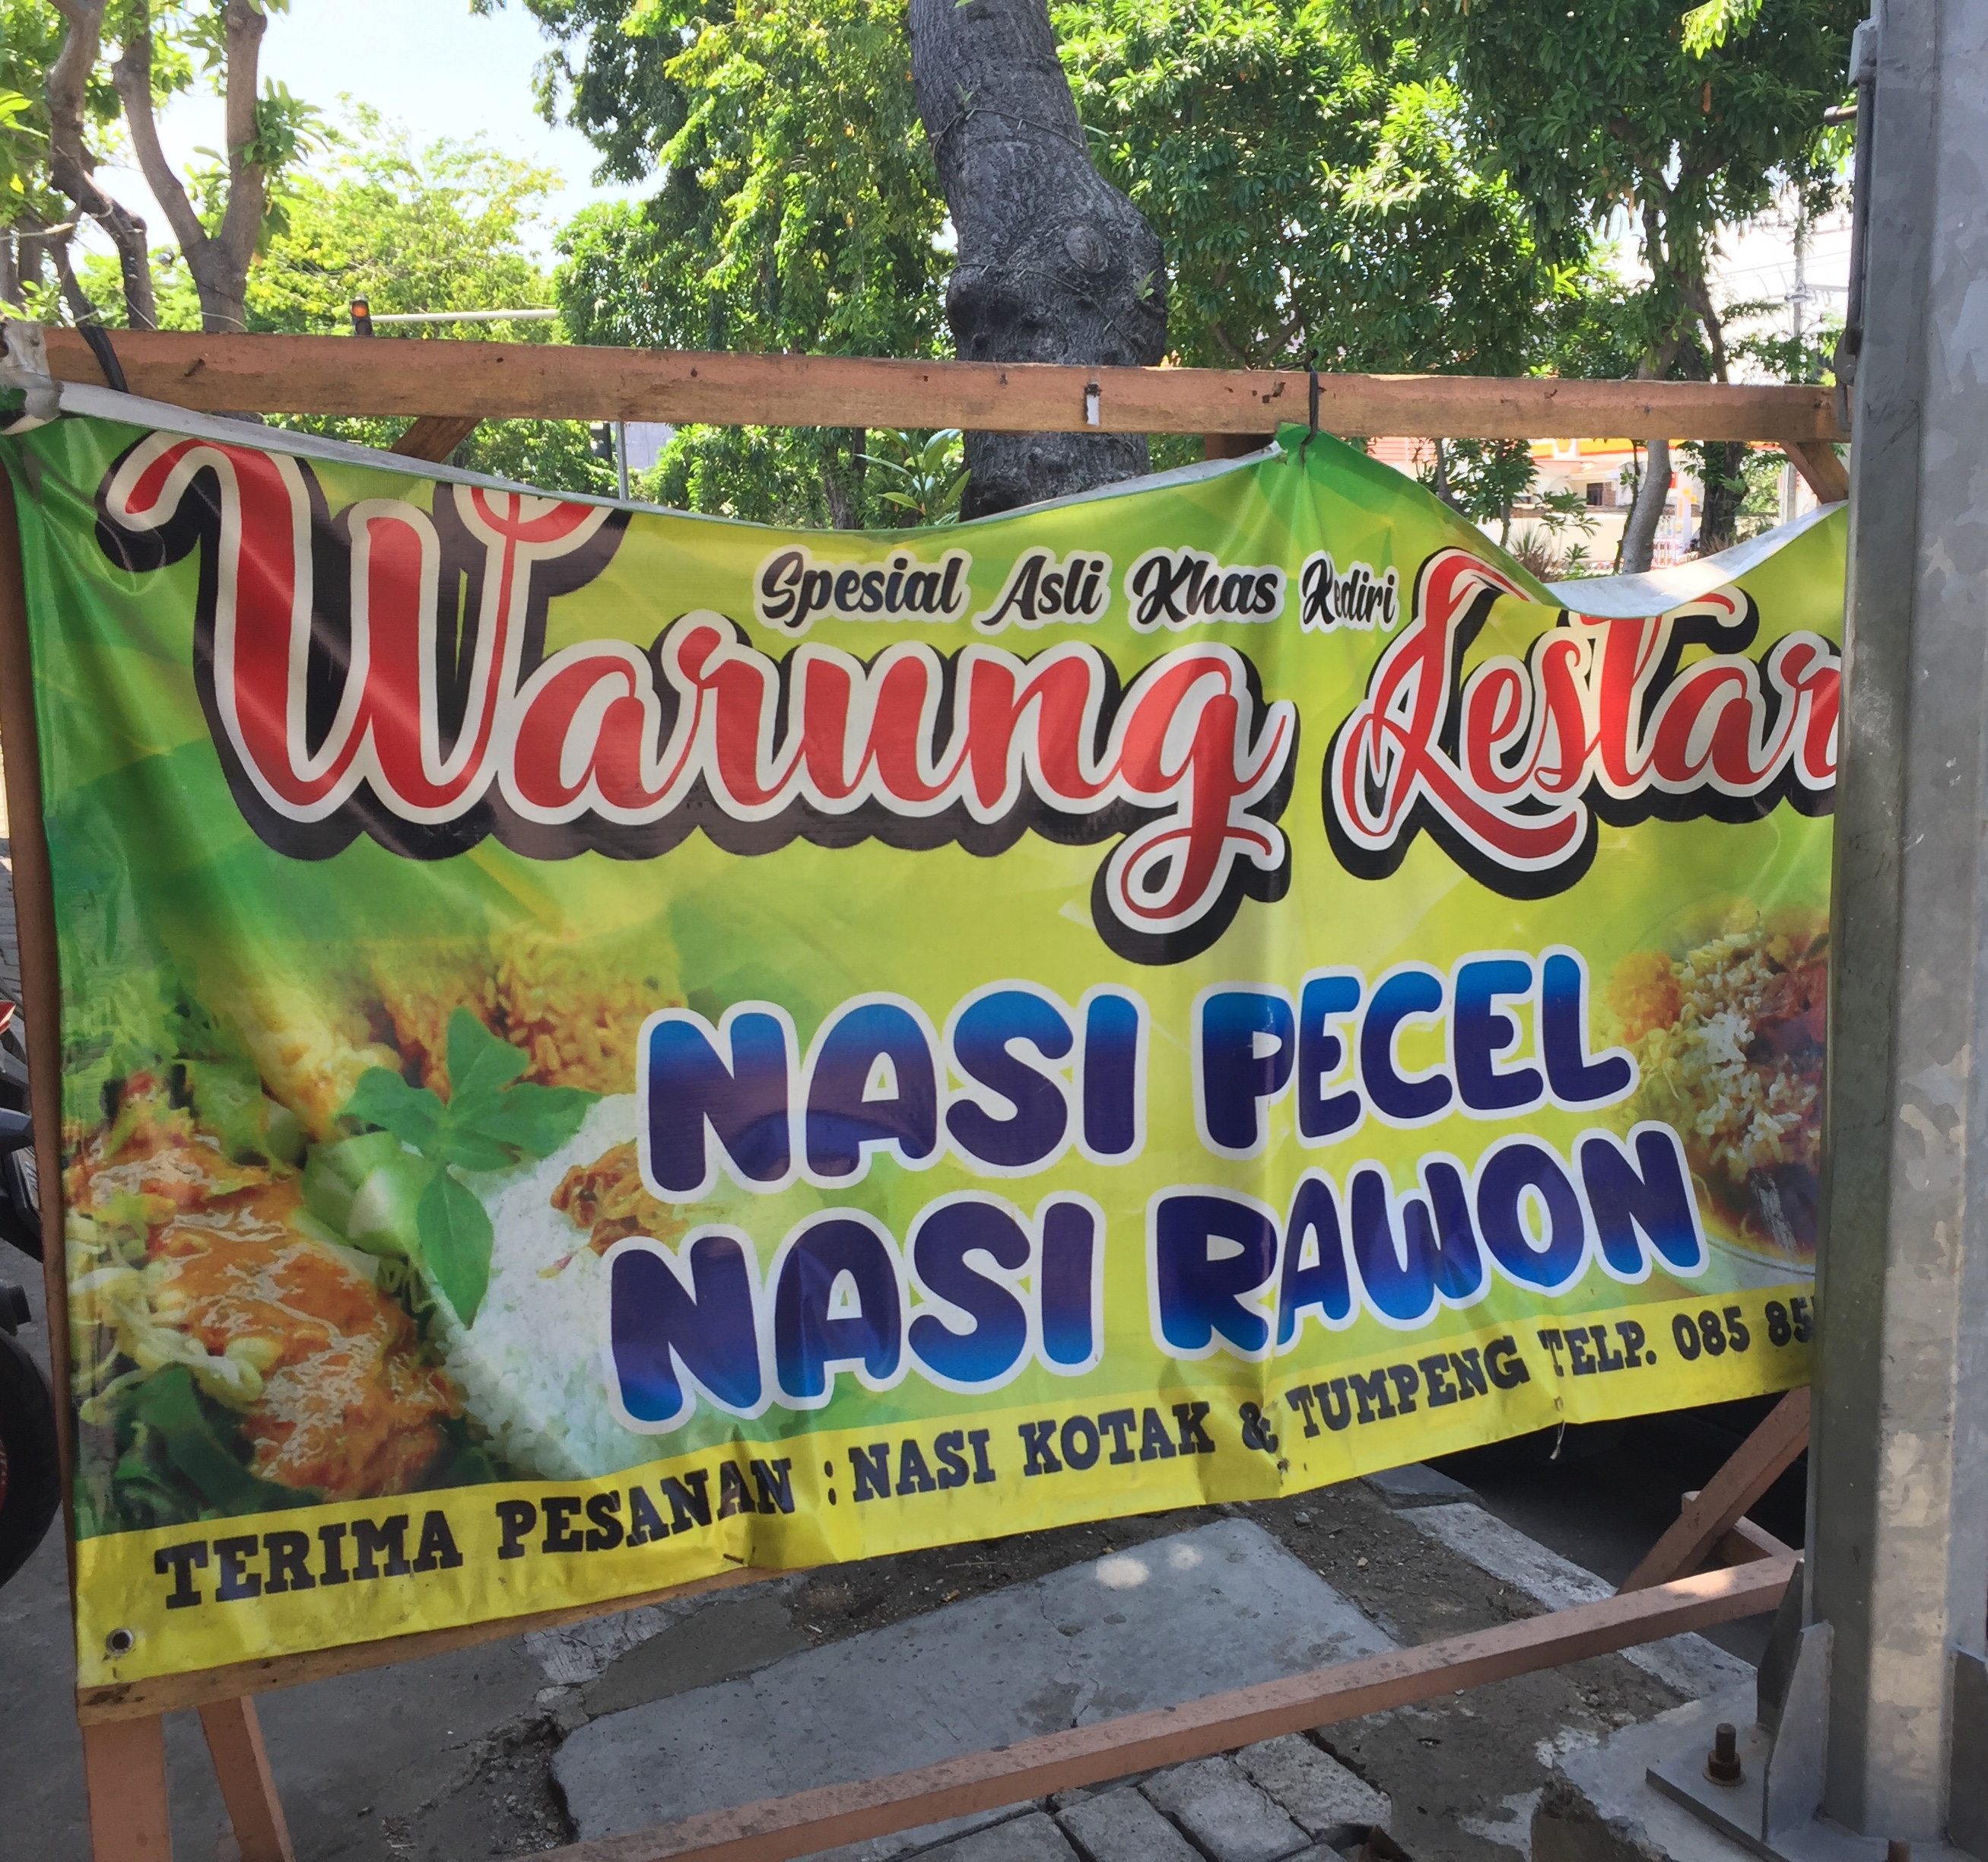 Spesial Asli Khas Kediri
Warung Lestar
NASI PECEL
NASI RAWON
TERIMA PESANAN : NASI KOTAK & TUMPENG TELP. 085 85